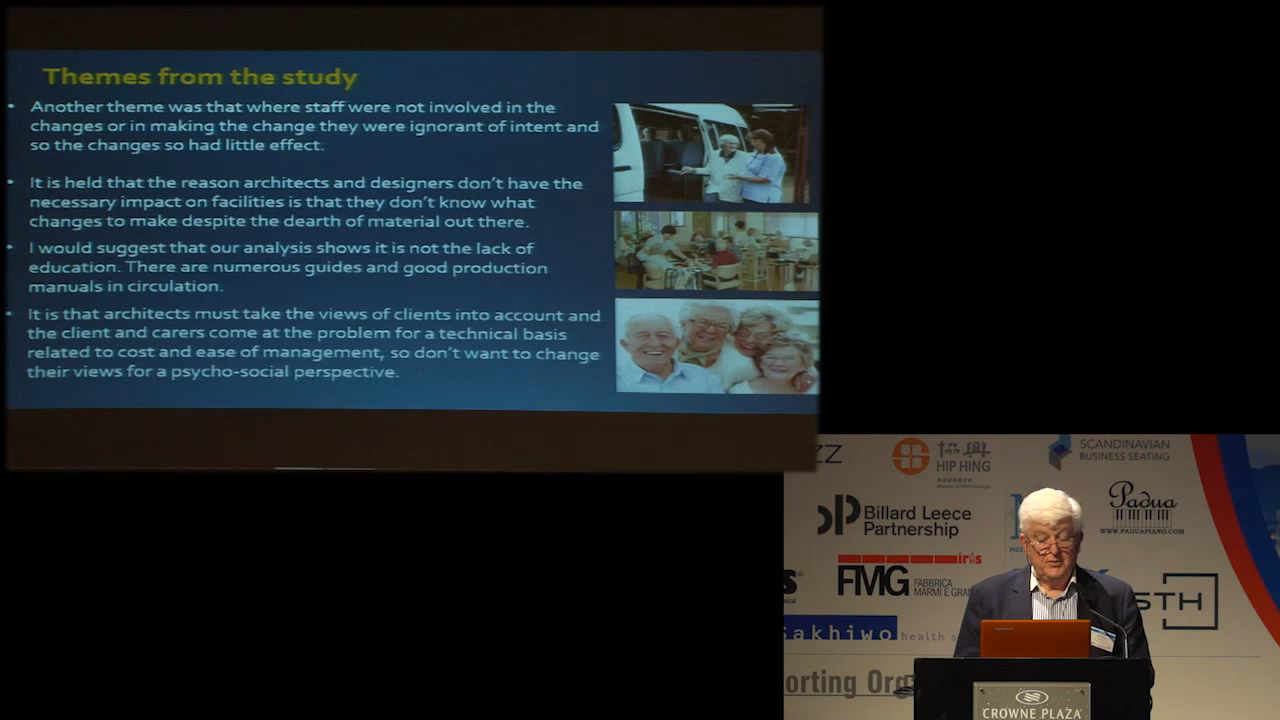 Themes from the study
• Another theme was that where staff were not involved in the
changes or in making the change they were ignorant of intent and
so the changes so had little effect.
• It is held that the reason architects and designers don't have the
necessary impact on facilities is that they don't know what
changes to make despite the dearth of material out there.
• I would suggest that our analysis shows it is not the lack of
education. There are numerous guides and good production
manuals in circulation.
• It is that architects must take the views of clients into account and
the client and carers come at the problem for a technical basis
related to cost and ease of management, so don't want to change
their views for a psycho-social perspective.
ZZ
協興
HIP HING
SCANDINAVIAN
BUSINESS SEATING
Billard Leece
Partnership
Padua
WWW.PADUAPIANO.COM
iris
FMG
FABBRICA
MARMI E GRA
STH
Sakhiwo health s
orting Org
CROWNE PLAZA